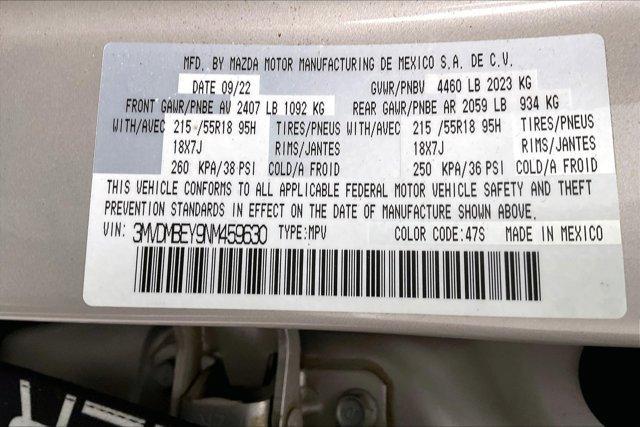 MFD. BY MAZDA MOTOR MANUFACTURING DE MEXICO S.A. DE C.V.
DATE 09/22 GVWR/PNBV 4460 LB 2023 KG
FRONT GAWR/PNBE AV 2407 LB 1092 KG REAR GAWR/PNBE AR 2059 LB 934 KG
WITH/AVEC 215 /55R18 95H TIRES/PNEUS WITH/AVEC 215 /55R18 95H TIRES/PNEUS
18X7J RIMS/JANTES 18X7J RIMS/JANTES
260 KPA/38 PSI COLD/A FROID 250 KPA/36 PSI COLD/A FROID
THIS VEHICLE CONFORMS TO ALL APPLICABLE FEDERAL MOTOR VEHICLE SAFETY AND THEFT
PREVENTION STANDARDS IN EFFECT ON THE DATE OF MANUFACTURE SHOWN ABOVE.
VIN: 3MVDMBEY9NM459630 TYPE:MPV COLOR CODE:47S MADE IN MEXICO